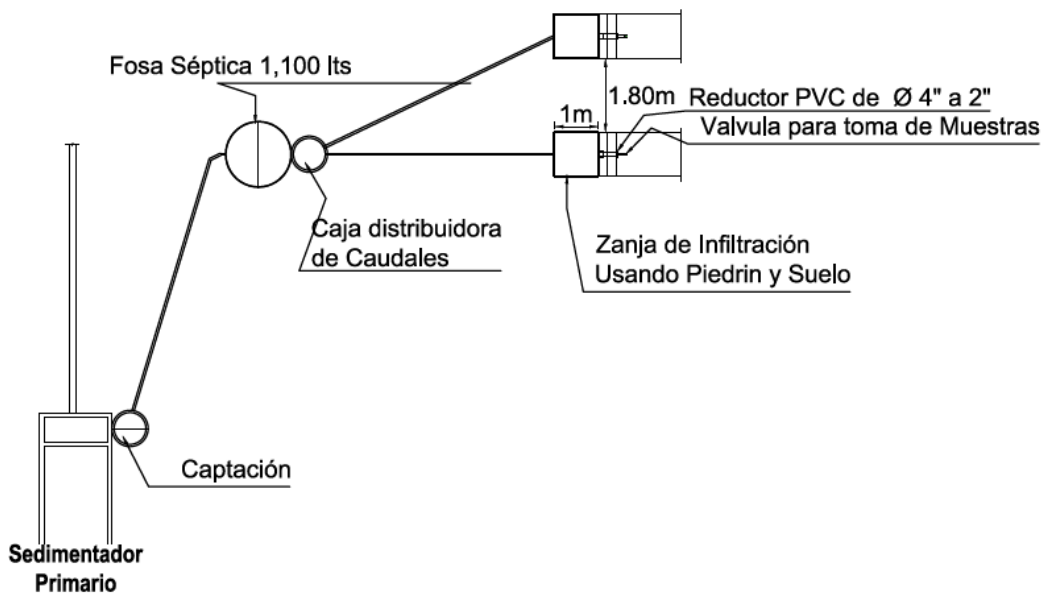 Fosa Séptica 1,100 lts
1.80m
Reductor PVC de Ø 4" a 2"
1m
Valvula para toma de Muestras
Caja distribuidora
de Caudales
Zanja de Infiltración
Usando Piedrin y Suelo
Captación
Sedimentador
Primario